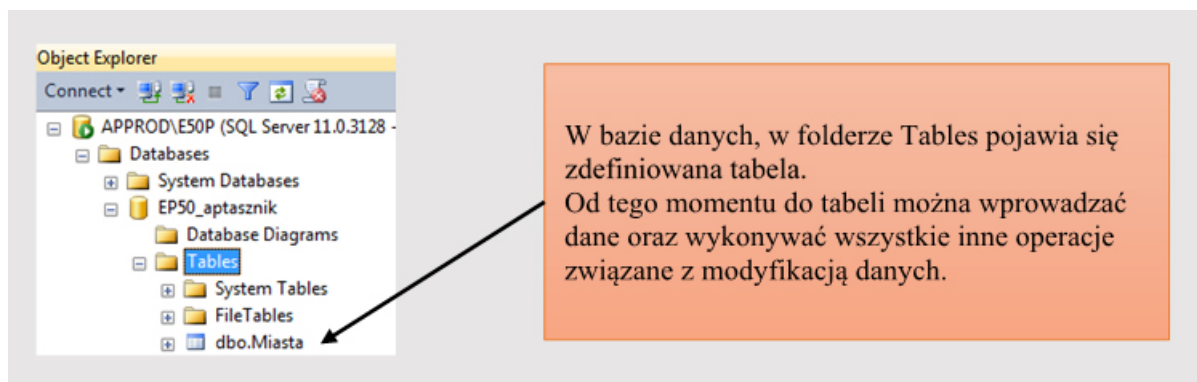 Object Explorer
Connect
APPROD\E50P (SQL Server 11.0.3128 -
Databases
System Databases
EP50_aptasznik
Database Diagrams
Tables
System Tables
FileTables
dbo.Miasta
W bazie danych, w folderze Tables pojawia się
zdefiniowana tabela.
Od tego momentu do tabeli można wprowadzać
dane oraz wykonywać wszystkie inne operacje
związane z modyfikacją danych.